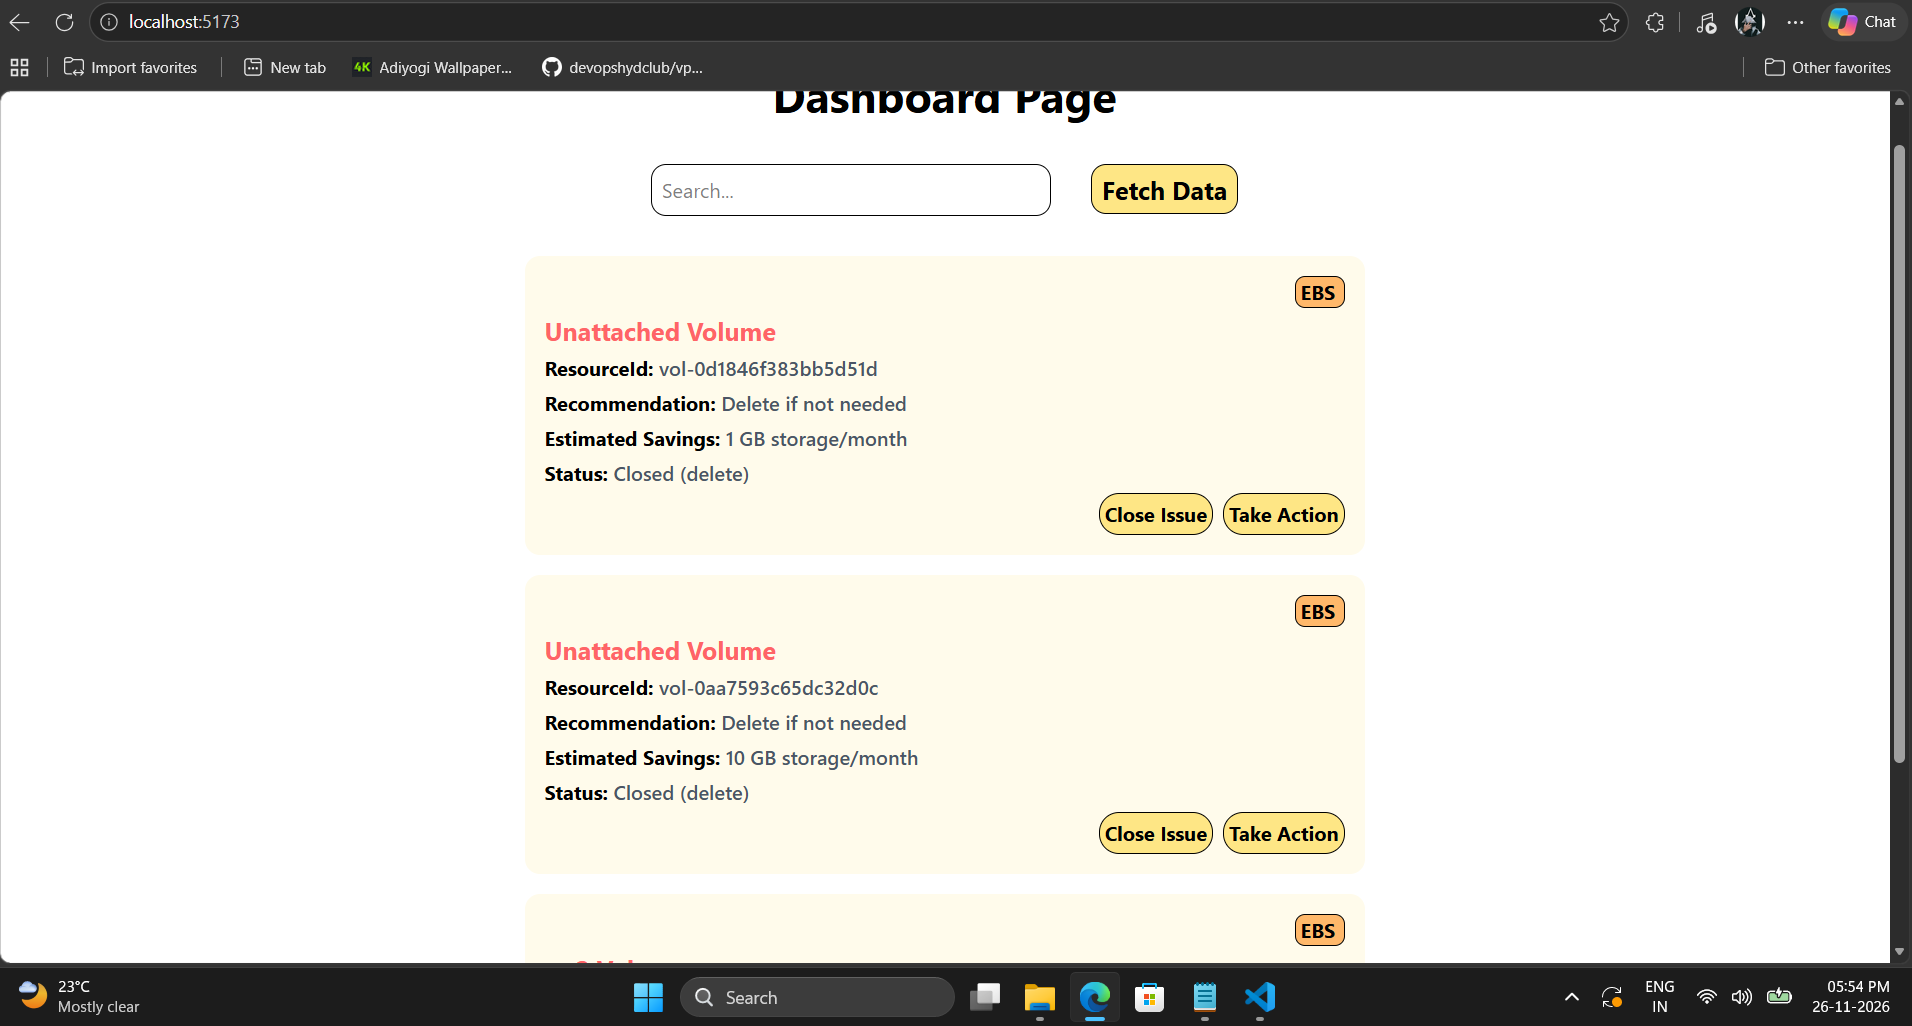 localhost:5173
Chat
Import favorites
New tab
4K Adiyogi Wallpaper...
devopshydclub/vp...
Other favorites
Dashboard Page
Search...
Fetch Data
EBS
Unattached Volume
ResourceId: vol-0d1846f383bb5d51d
Recommendation: Delete if not needed
Estimated Savings: 1 GB storage/month
Status: Closed (delete)
Close Issue
Take Action
EBS
Unattached Volume
ResourceId: vol-0aa7593c65dc32d0c
Recommendation: Delete if not needed
Estimated Savings: 10 GB storage/month
Status: Closed (delete)
Close Issue
Take Action
EBS
23°C
Mostly clear
Search
ENG
IN
05:54 PM
26-11-2026